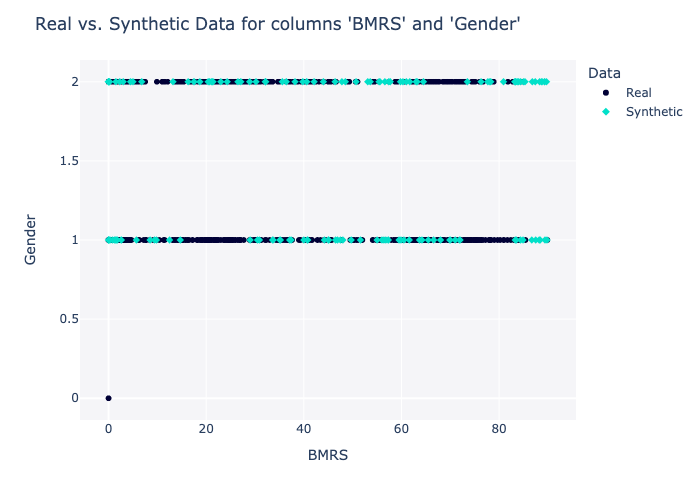 Real vs. Synthetic Data for columns 'BMRS' and 'Gender'
Data
Real
Synthetic
2
1.5
1
0.5
0
Gender
0 20 40 60 80
BMRS